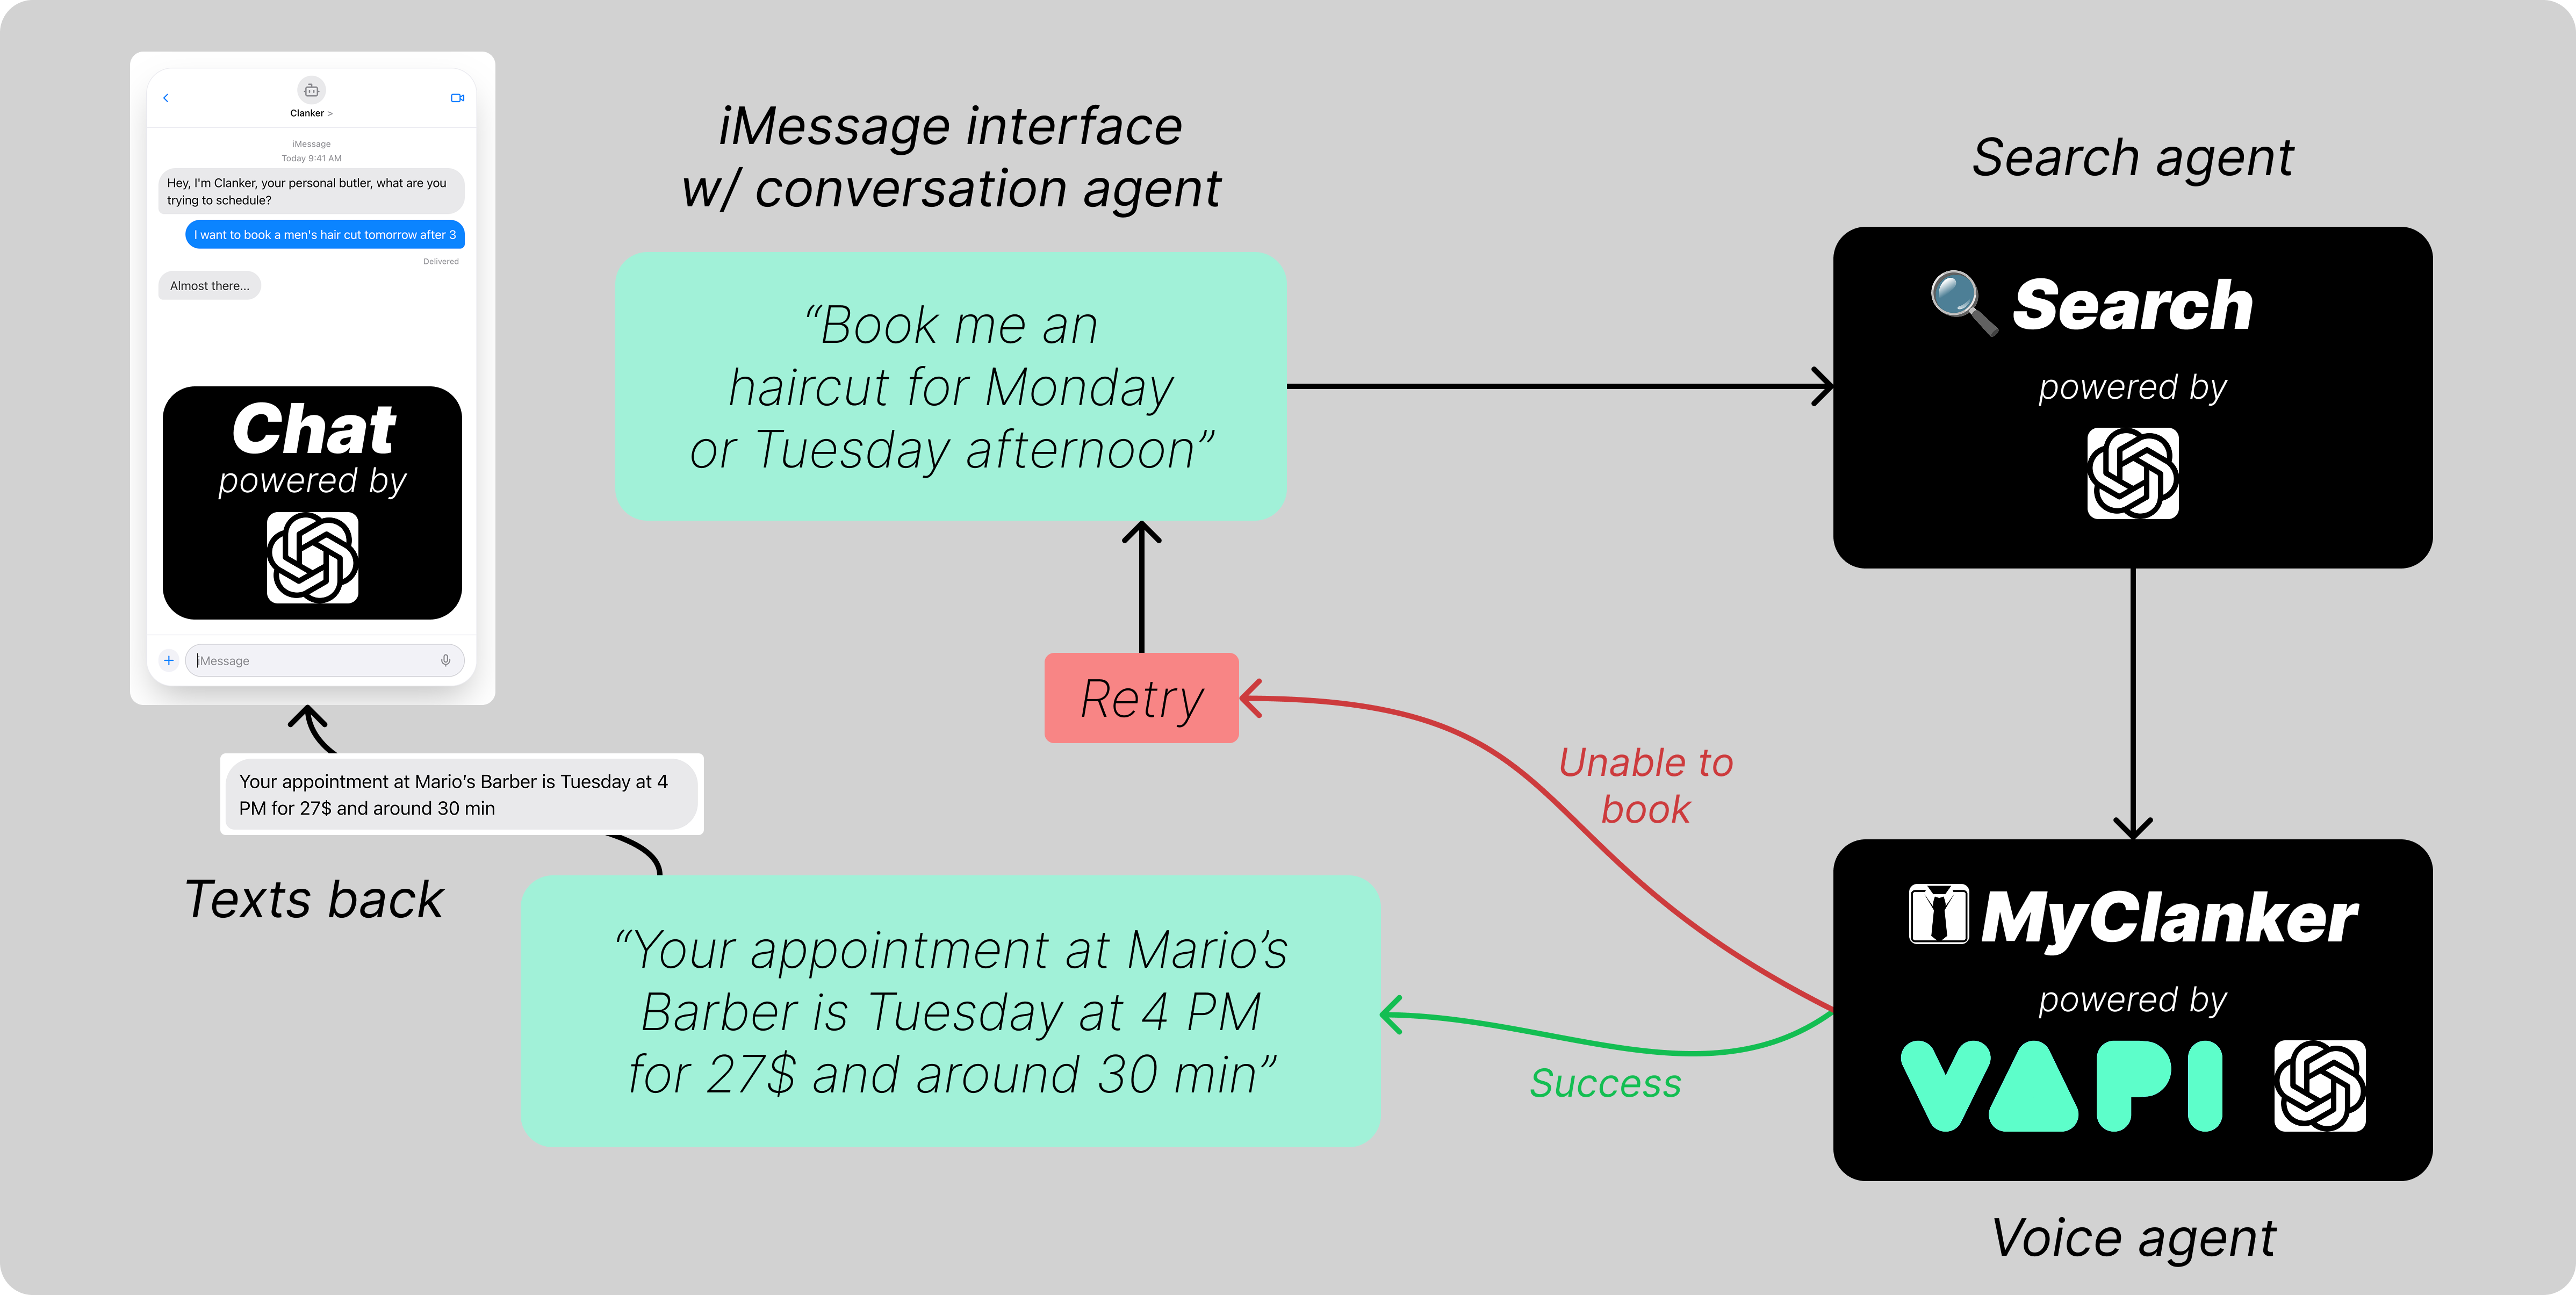 Clanker >
iMessage
Today 9:41 AM
Hey, I'm Clanker, your personal butler, what are you
trying to schedule?
I want to book a men's hair cut tomorrow after 3
Delivered
Almost there...
Chat
powered by
iMessage
iMessage interface
w/ conversation agent
“Book me an
haircut for Monday
or Tuesday afternoon”
Search agent
Search
powered by
Retry
Unable to
book
Your appointment at Mario’s Barber is Tuesday at 4
PM for 27$ and around 30 min
Texts back
“Your appointment at Mario’s
Barber is Tuesday at 4 PM
for 27$ and around 30 min”
Success
MyClanker
powered by
VAPI
Voice agent